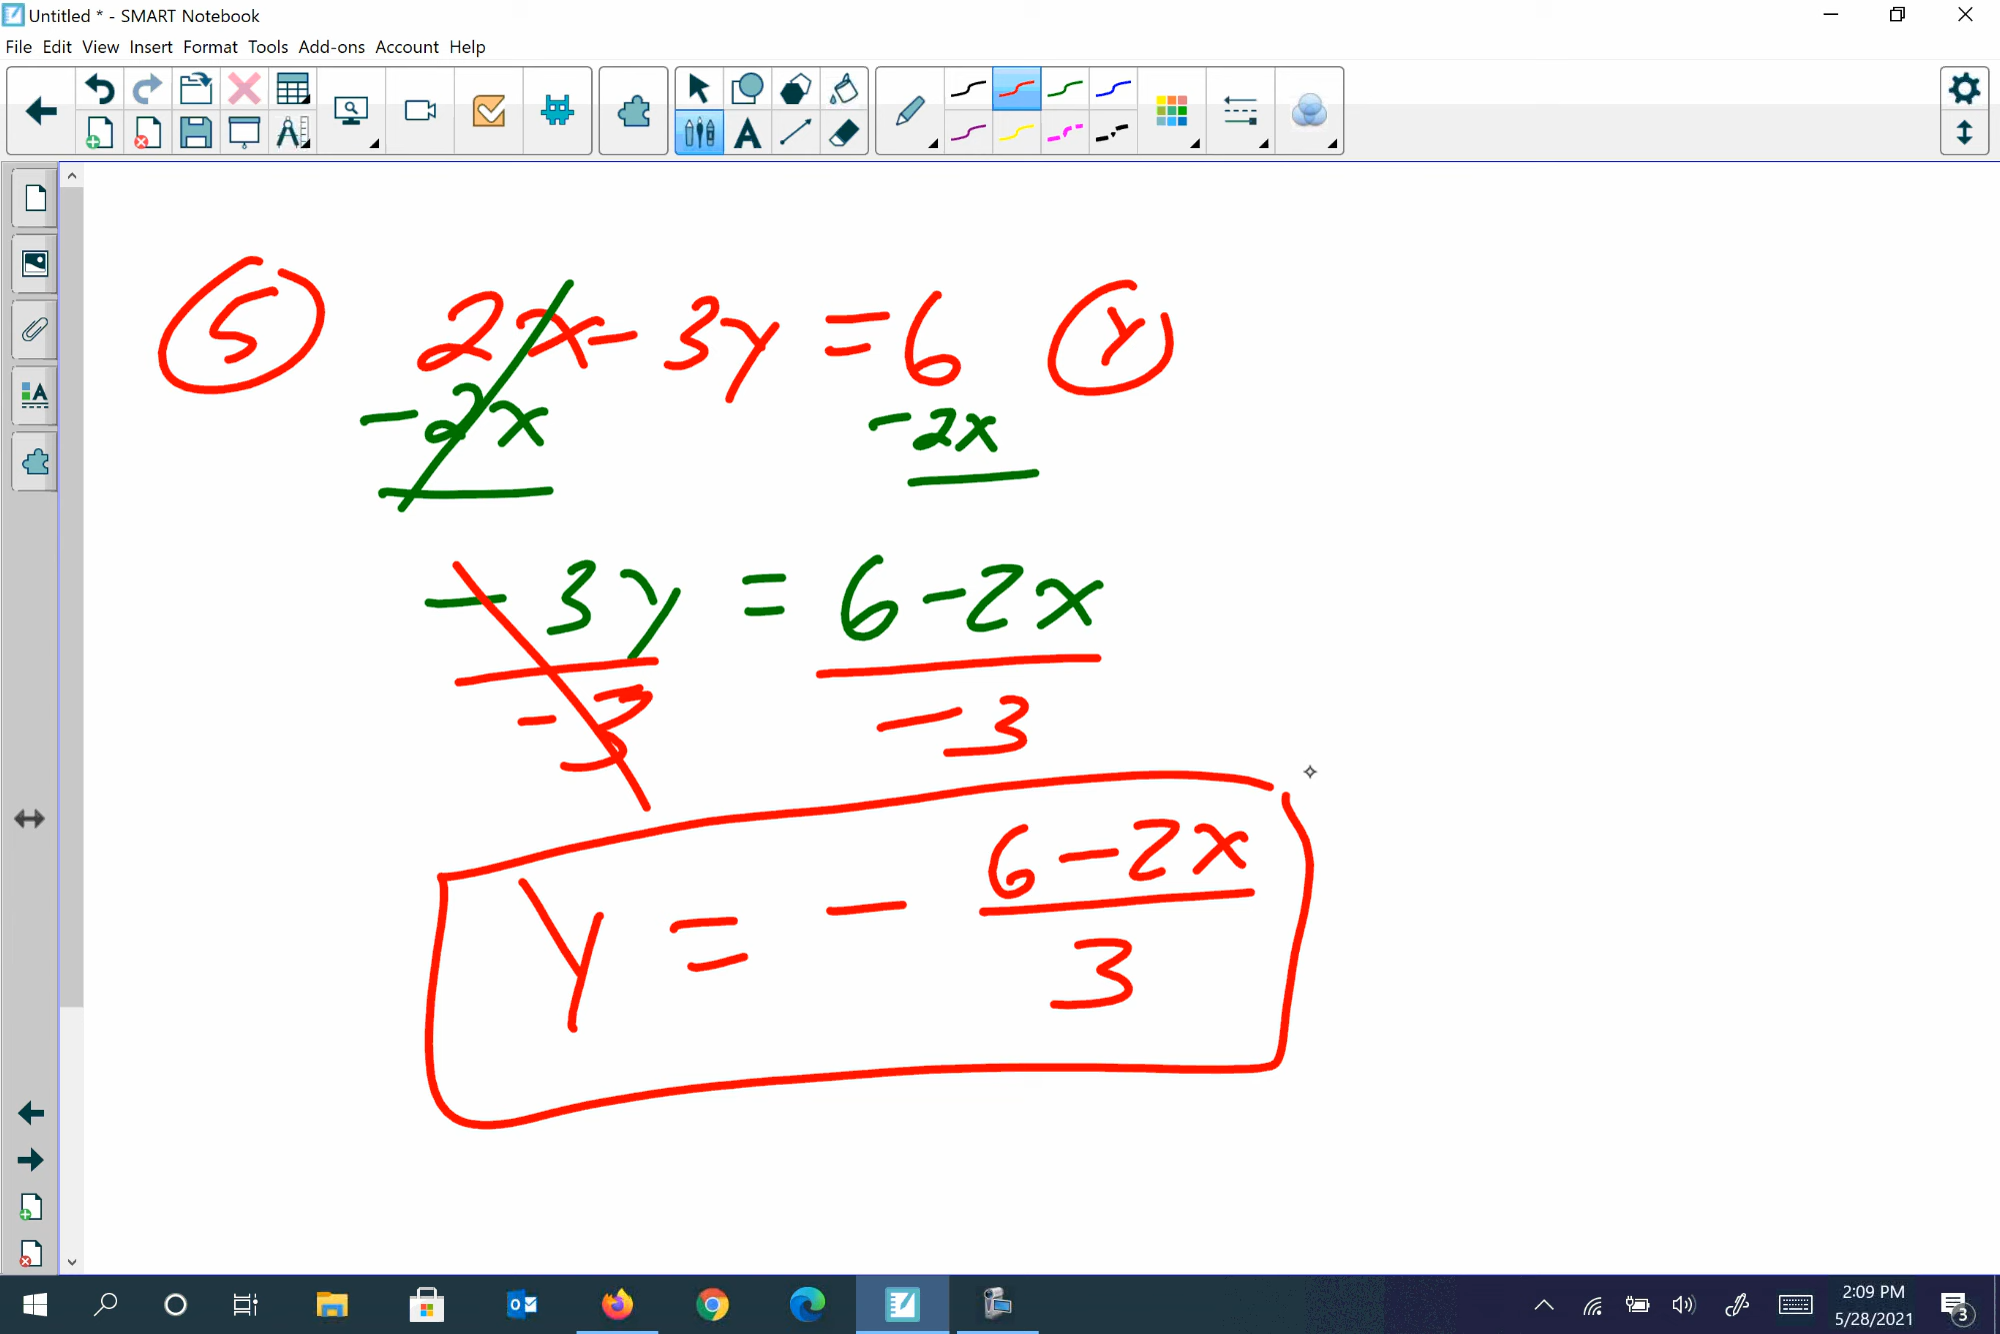 Untitled * - SMART Notebook
File Edit View Insert Format Tools Add-ons Account Help
5 2x - 3y = 6 y
-2x -2x
- 3y = 6 - 2x
-3 -3
y = - 6 - 2x
3
2:09 PM
5/28/2021
3